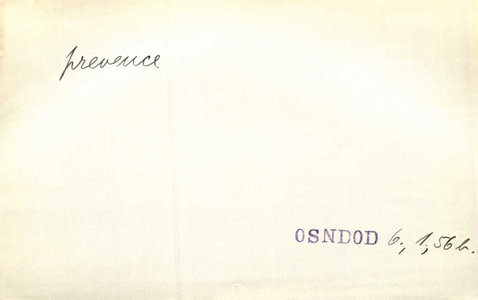 prevence
OSNDOD 6., 1, 56 b.